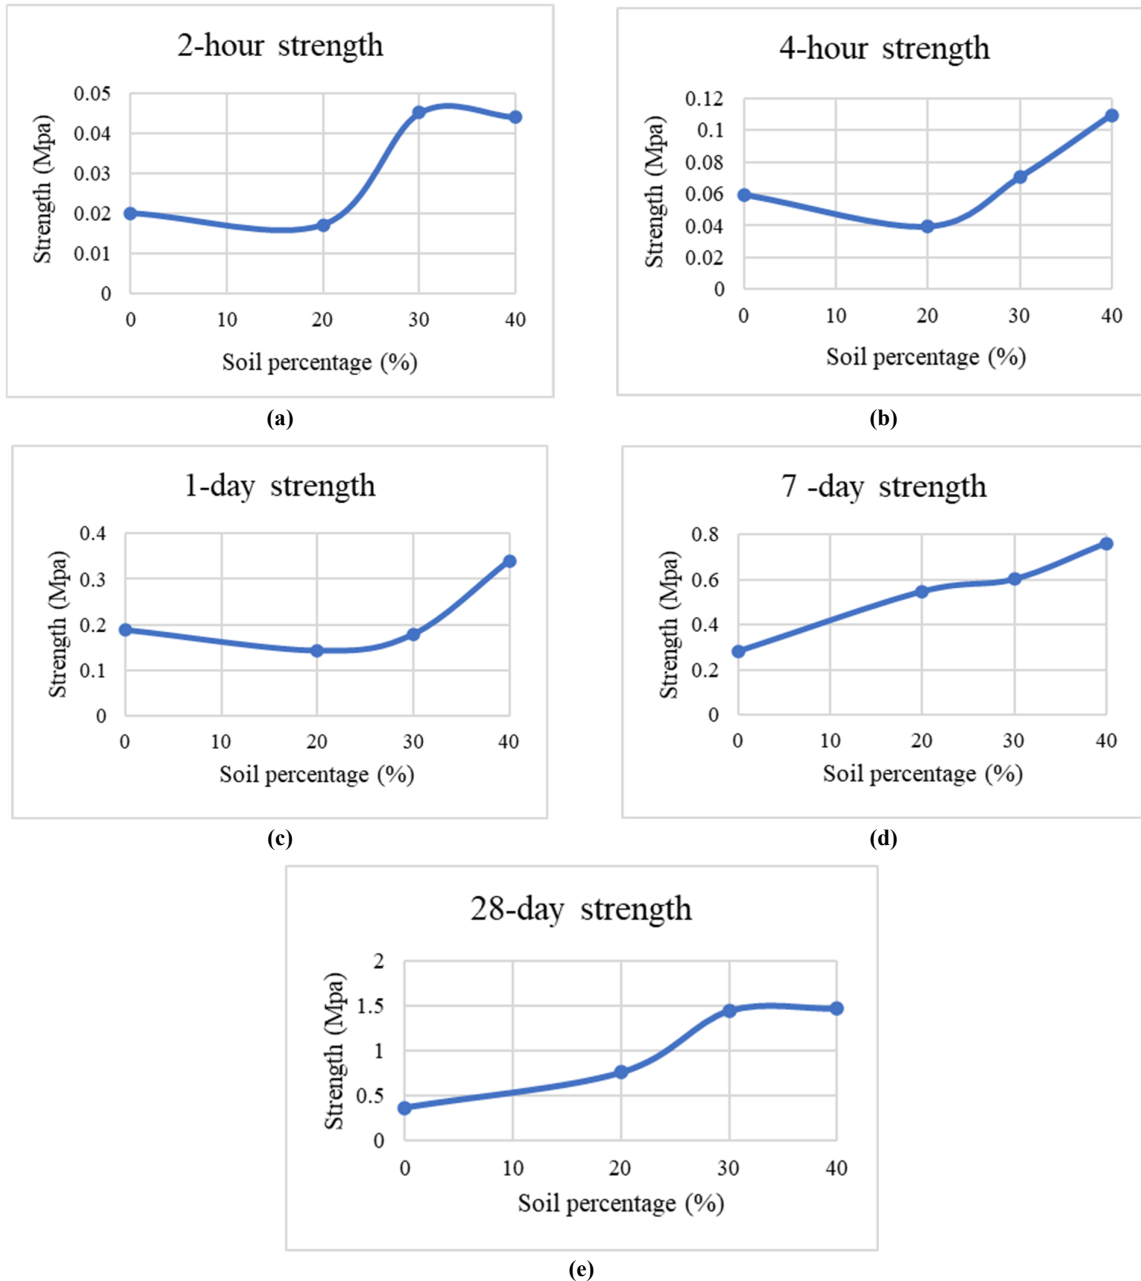 2-hour strength
0.05
0.04
0.03
0.02
0.01
0
Strength (Mpa)
0 10 20 30 40
Soil percentage (%)
(a)
4-hour strength
0.12
0.1
0.08
0.06
0.04
0.02
0
Strength (Mpa)
0 10 20 30 40
Soil percentage (%)
(b)
1-day strength
0.4
0.3
0.2
0.1
0
Strength (Mpa)
0 10 20 30 40
Soil percentage (%)
(c)
7 -day strength
0.8
0.6
0.4
0.2
0
Strength (Mpa)
0 10 20 30 40
Soil percentage (%)
(d)
28-day strength
2
1.5
1
0.5
0
Strength (Mpa)
0 10 20 30 40
Soil percentage (%)
(e)